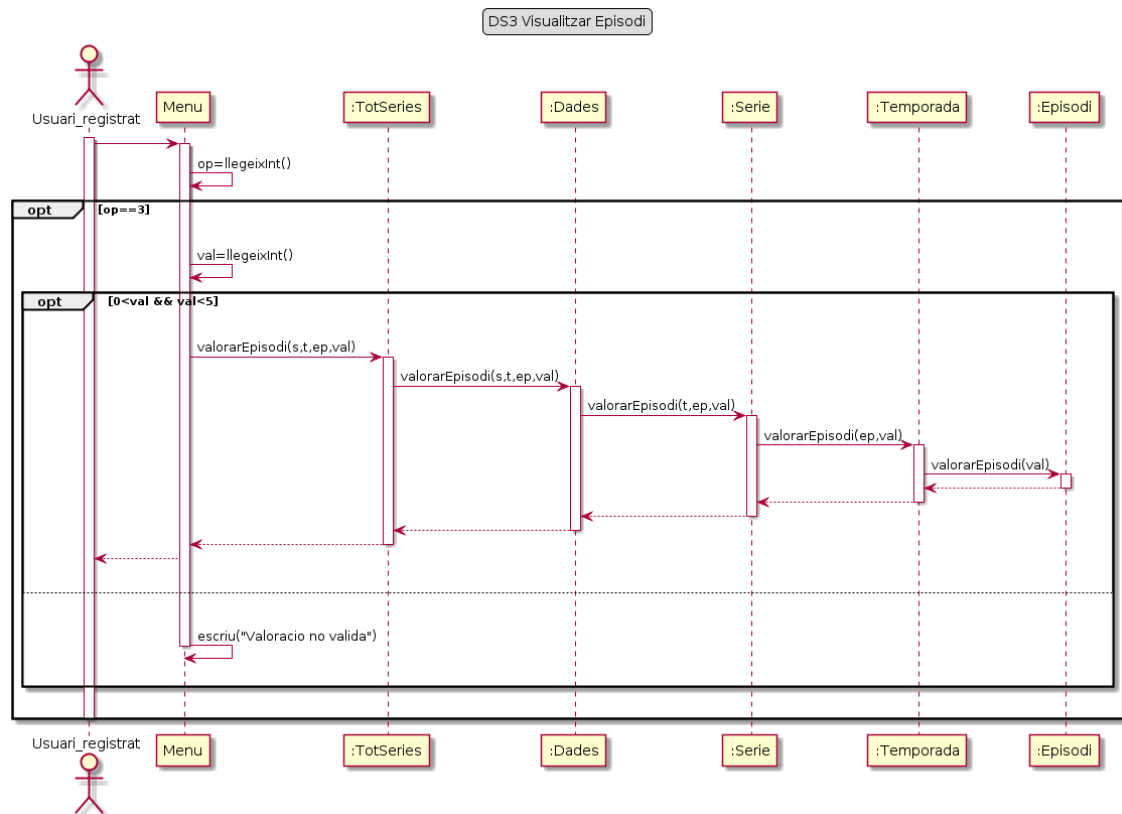 DS3 Visualitzar Episodi
Usuari_registrat
Menu
:TotSeries
:Dades
:Serie
:Temporada
:Episodi
op=llegeixInt()
opt
[op==3]
val=llegeixInt()
opt
[0<val && val<5]
valorarEpisodi(s,t,ep,val)
valorarEpisodi(s,t,ep,val)
valorarEpisodi(t,ep,val)
valorarEpisodi(ep,val)
valorarEpisodi(val)
escriu("Valoracio no valida")
Usuari_registrat
Menu
:TotSeries
:Dades
:Serie
:Temporada
:Episodi